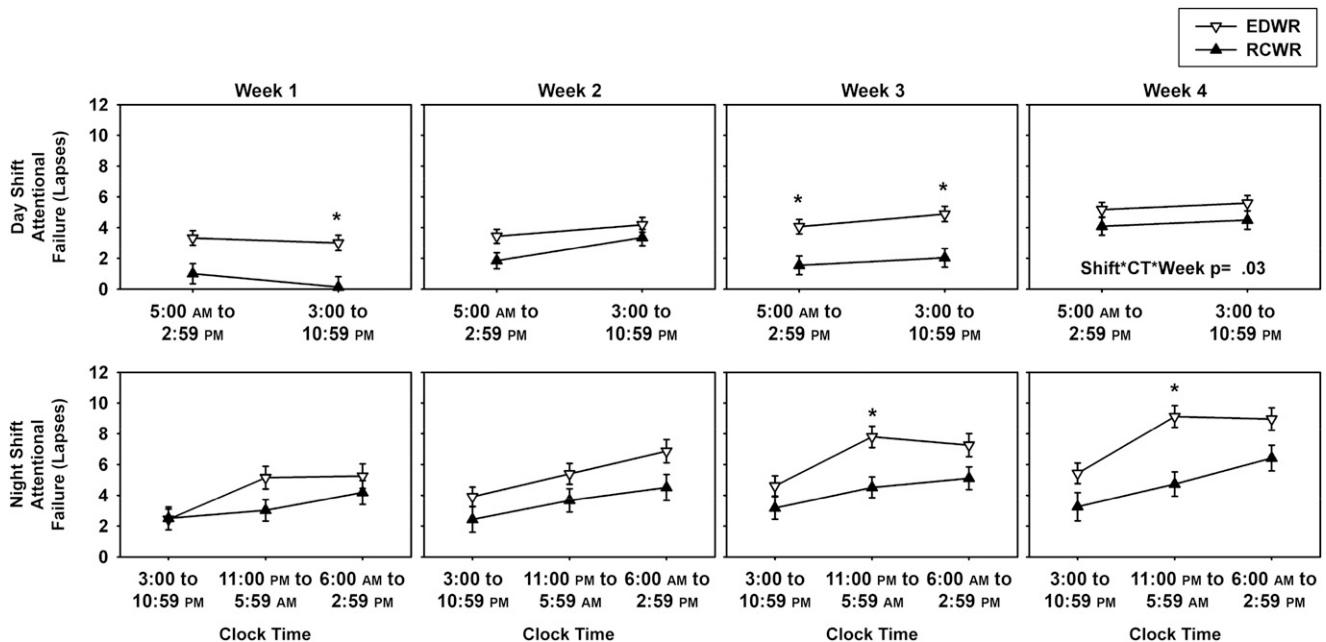 EDWR
RCWR
Week 1
Week 2
Week 3
Week 4
Day Shift
Attentional
Failure (Lapses)
12
10
8
6
4
2
0
*
*
*
Shift*CT*Week p= .03
5:00 AM to
2:59 PM
3:00 to
10:59 PM
5:00 AM to
2:59 PM
3:00 to
10:59 PM
5:00 AM to
2:59 PM
3:00 to
10:59 PM
5:00 AM to
2:59 PM
3:00 to
10:59 PM
Night Shift
Attentional
Failure (Lapses)
12
10
8
6
4
2
0
*
*
3:00 to
10:59 PM
11:00 PM to
5:59 AM
6:00 AM to
2:59 PM
3:00 to
10:59 PM
11:00 PM to
5:59 AM
6:00 AM to
2:59 PM
3:00 to
10:59 PM
11:00 PM to
5:59 AM
6:00 AM to
2:59 PM
3:00 to
10:59 PM
11:00 PM to
5:59 AM
6:00 AM to
2:59 PM
Clock Time
Clock Time
Clock Time
Clock Time